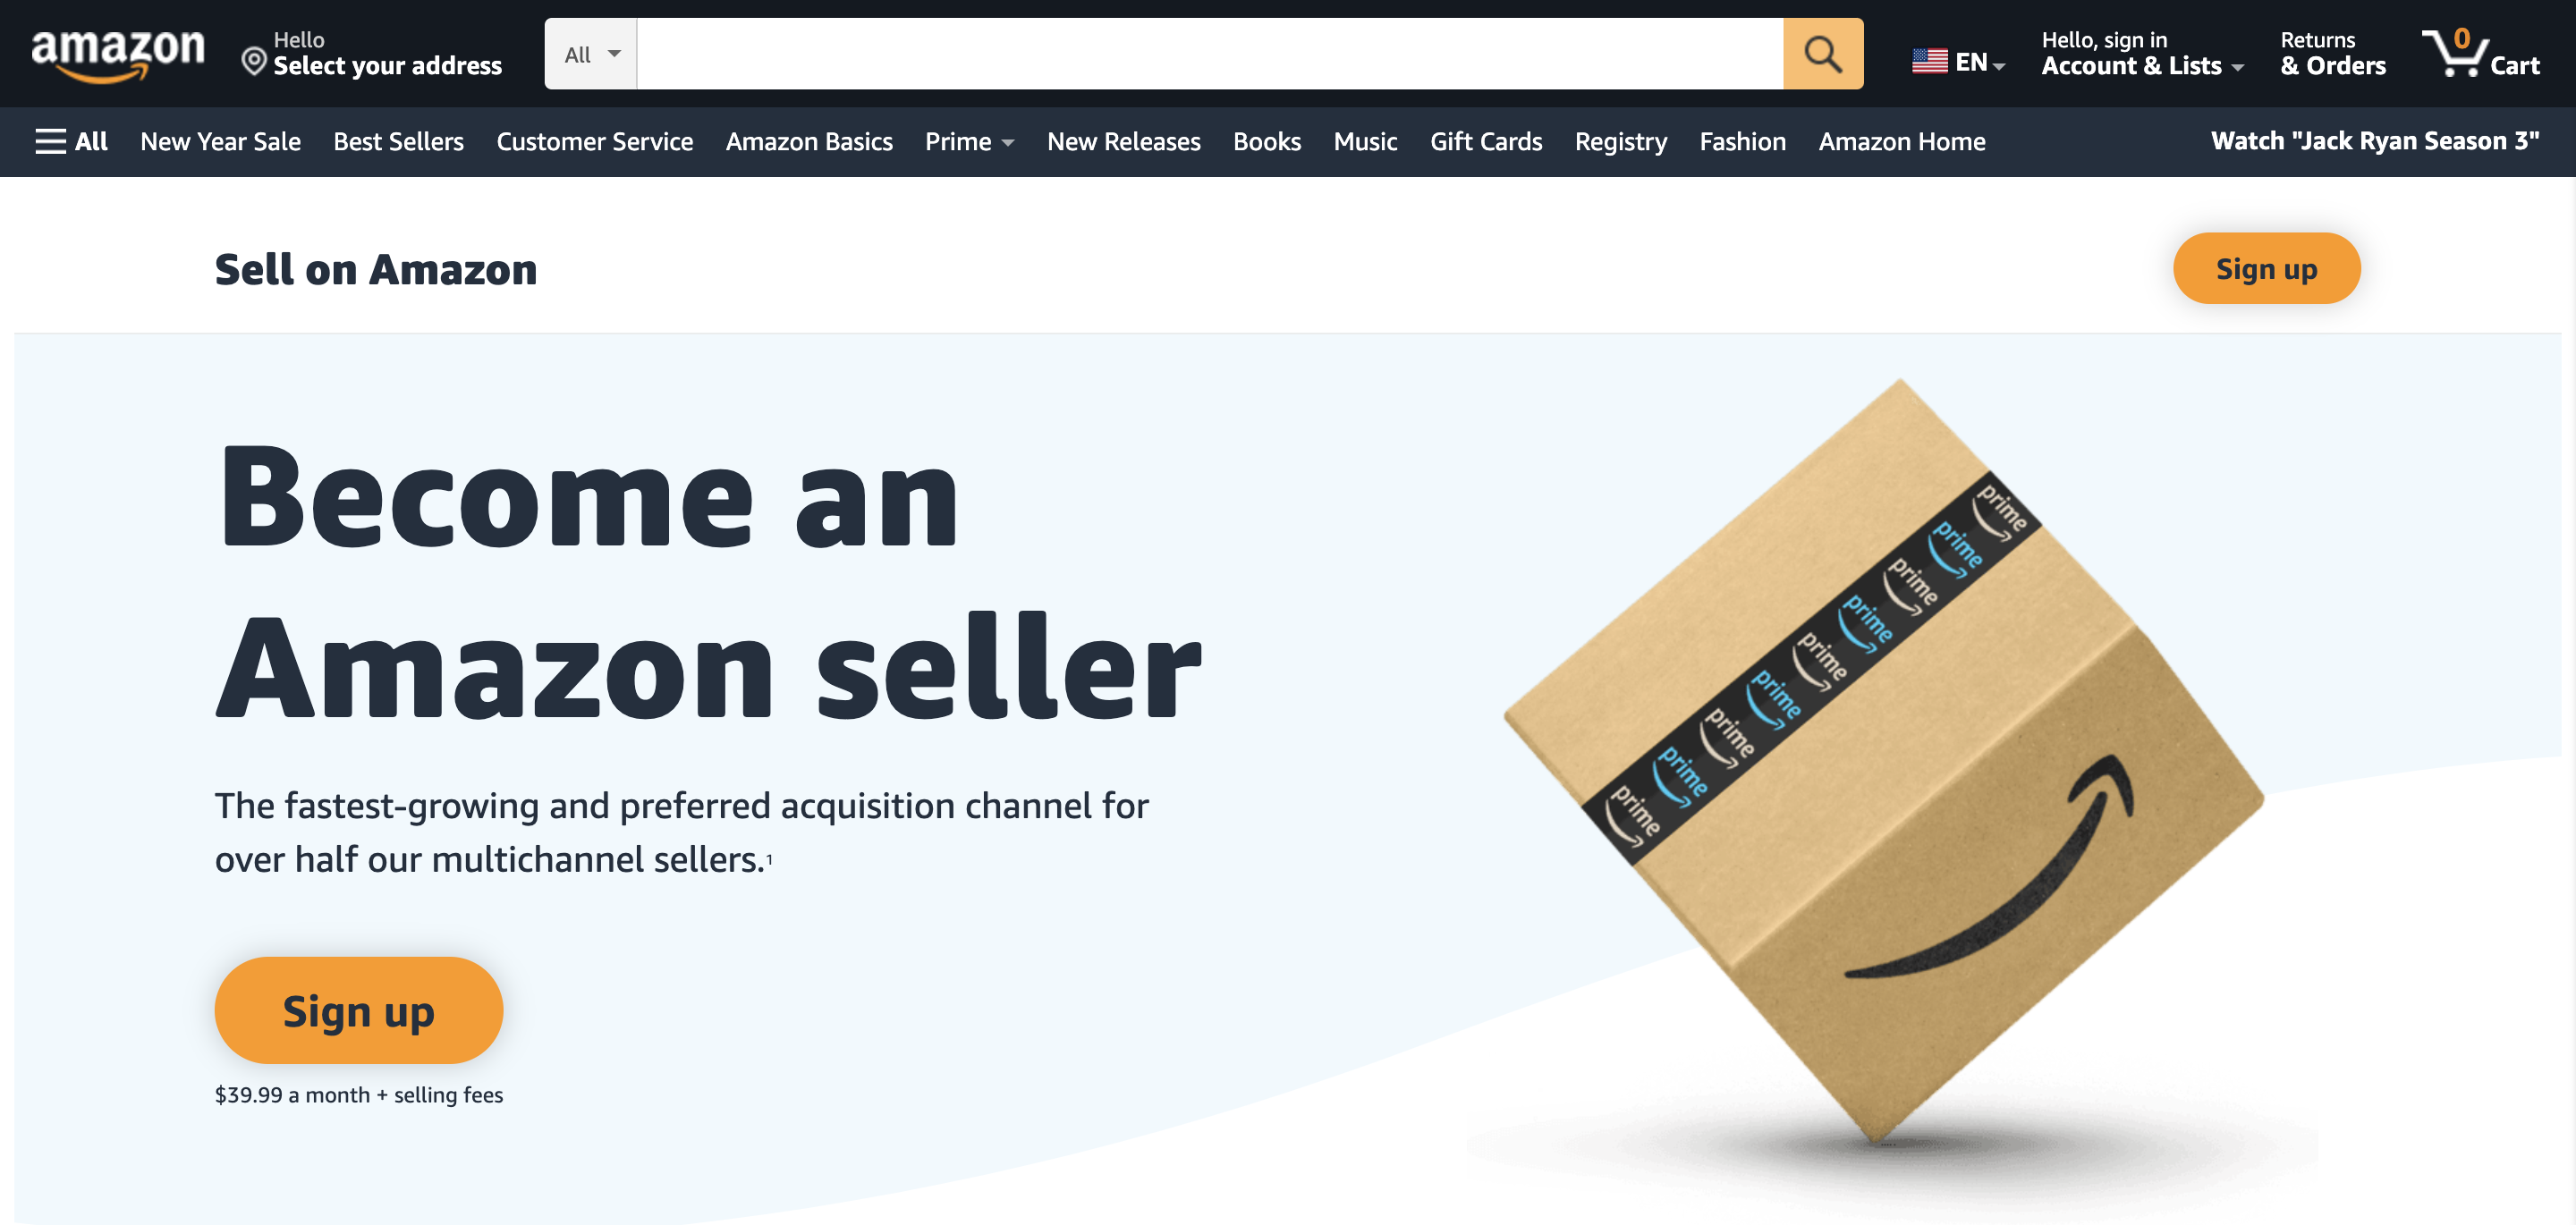 amazon
Hello
Select your address
All
EN
Hello, sign in
Account & Lists
Returns
& Orders
0
Cart
All
New Year Sale
Best Sellers
Customer Service
Amazon Basics
Prime
New Releases
Books
Music
Gift Cards
Registry
Fashion
Amazon Home
Watch "Jack Ryan Season 3"
Sell on Amazon
Sign up
Become an
Amazon seller
The fastest-growing and preferred acquisition channel for
over half our multichannel sellers.¹
Sign up
$39.99 a month + selling fees
prime
prime
prime
prime
prime
prime
prime
prime
prime